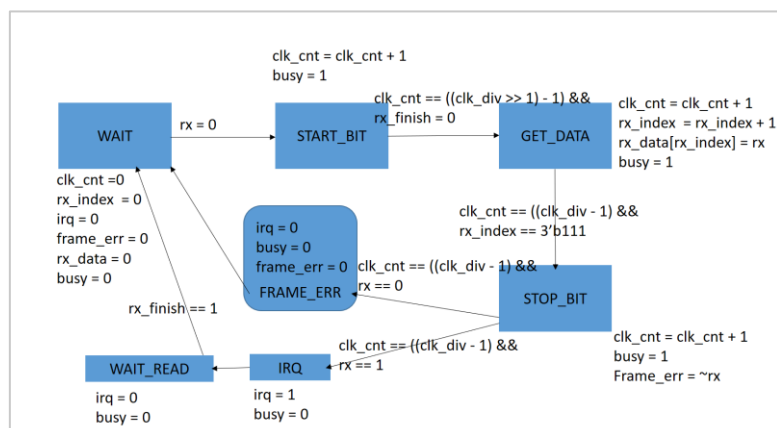 clk_cnt = clk_cnt + 1
busy = 1
WAIT
rx = 0
START_BIT
clk_cnt == ((clk_div >> 1) - 1) &&
rx_finish = 0
GET_DATA
clk_cnt = clk_cnt + 1
rx_index = rx_index + 1
rx_data[rx_index] = rx
busy = 1
clk_cnt =0
rx_index = 0
irq = 0
frame_err = 0
rx_data = 0
busy = 0
irq = 0
busy = 0
frame_err = 0
FRAME_ERR
clk_cnt == ((clk_div - 1) &&
rx_index == 3'b111
clk_cnt == ((clk_div - 1) &&
rx == 0
STOP_BIT
clk_cnt = clk_cnt + 1
busy = 1
Frame_err = ~rx
rx_finish == 1
clk_cnt == ((clk_div - 1) &&
rx == 1
WAIT_READ
irq = 0
busy = 0
IRQ
irq = 1
busy = 0